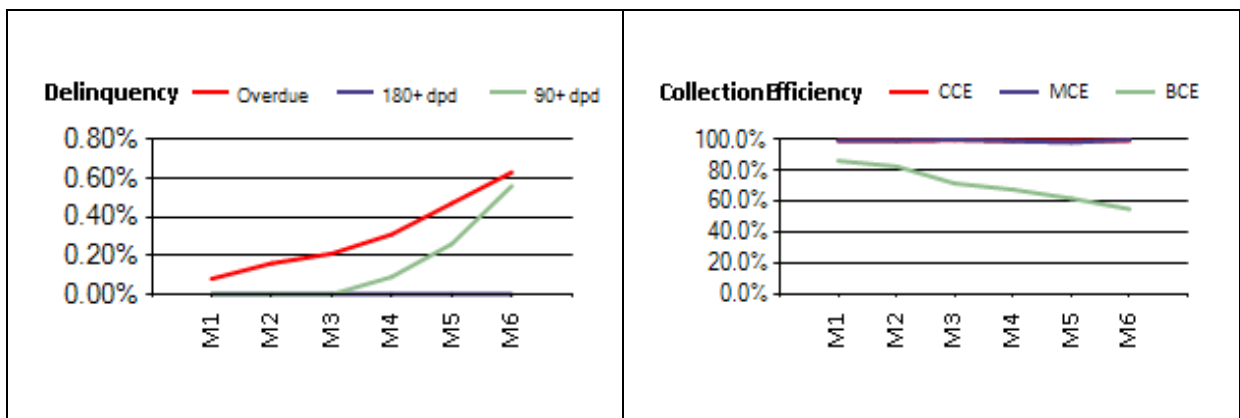 Delinquency Overdue 180+ dpd 90+ dpd
0.80%
0.60%
0.40%
0.20%
0.00%
M1 M2 M3 M4 M5 M6
Collection Efficiency CCE MCE BCE
100.0%
80.0%
60.0%
40.0%
20.0%
0.0%
M1 M2 M3 M4 M5 M6